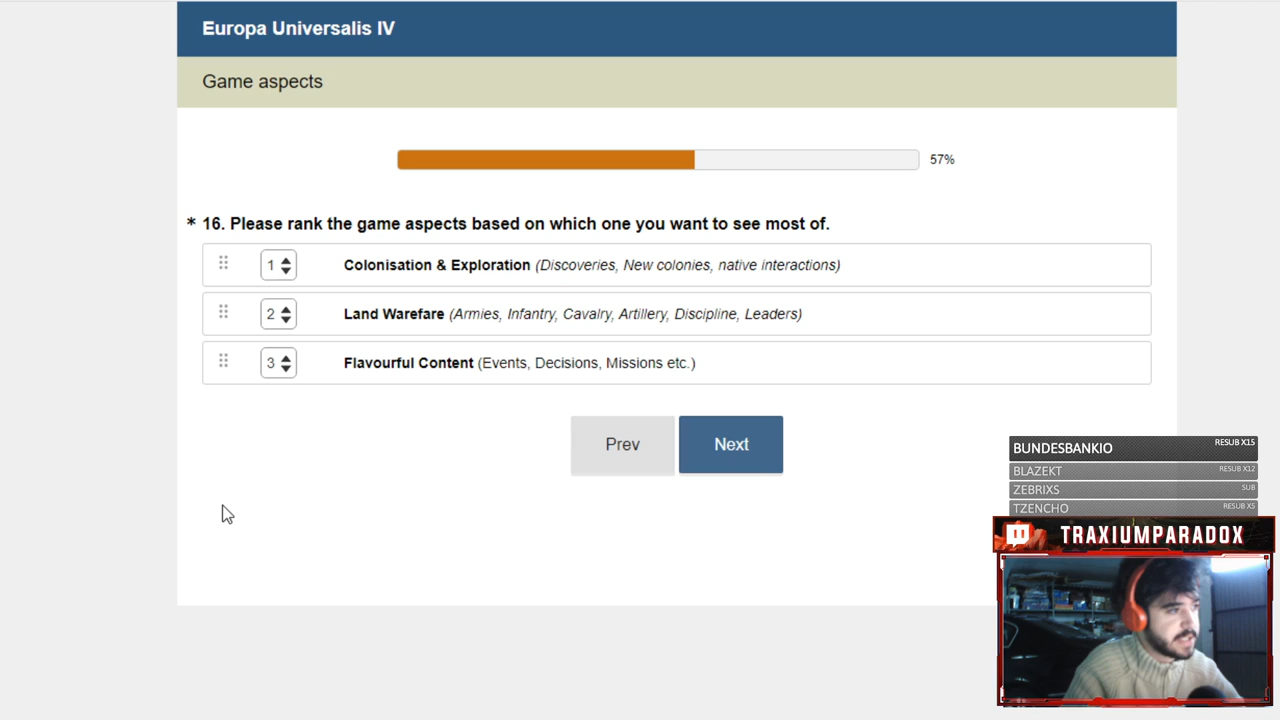 Europa Universalis IV
Game aspects
57%
* 16. Please rank the game aspects based on which one you want to see most of.
1 Colonisation & Exploration (Discoveries, New colonies, native interactions)
2 Land Warefare (Armies, Infantry, Cavalry, Artillery, Discipline, Leaders)
3 Flavourful Content (Events, Decisions, Missions etc.)
Prev Next
BUNDESBANKIO RESUB X15
BLAZEKT RESUB X12
ZEBRIXS SUB
TZENCHO RESUB X5
TRAXIUMPARADOX